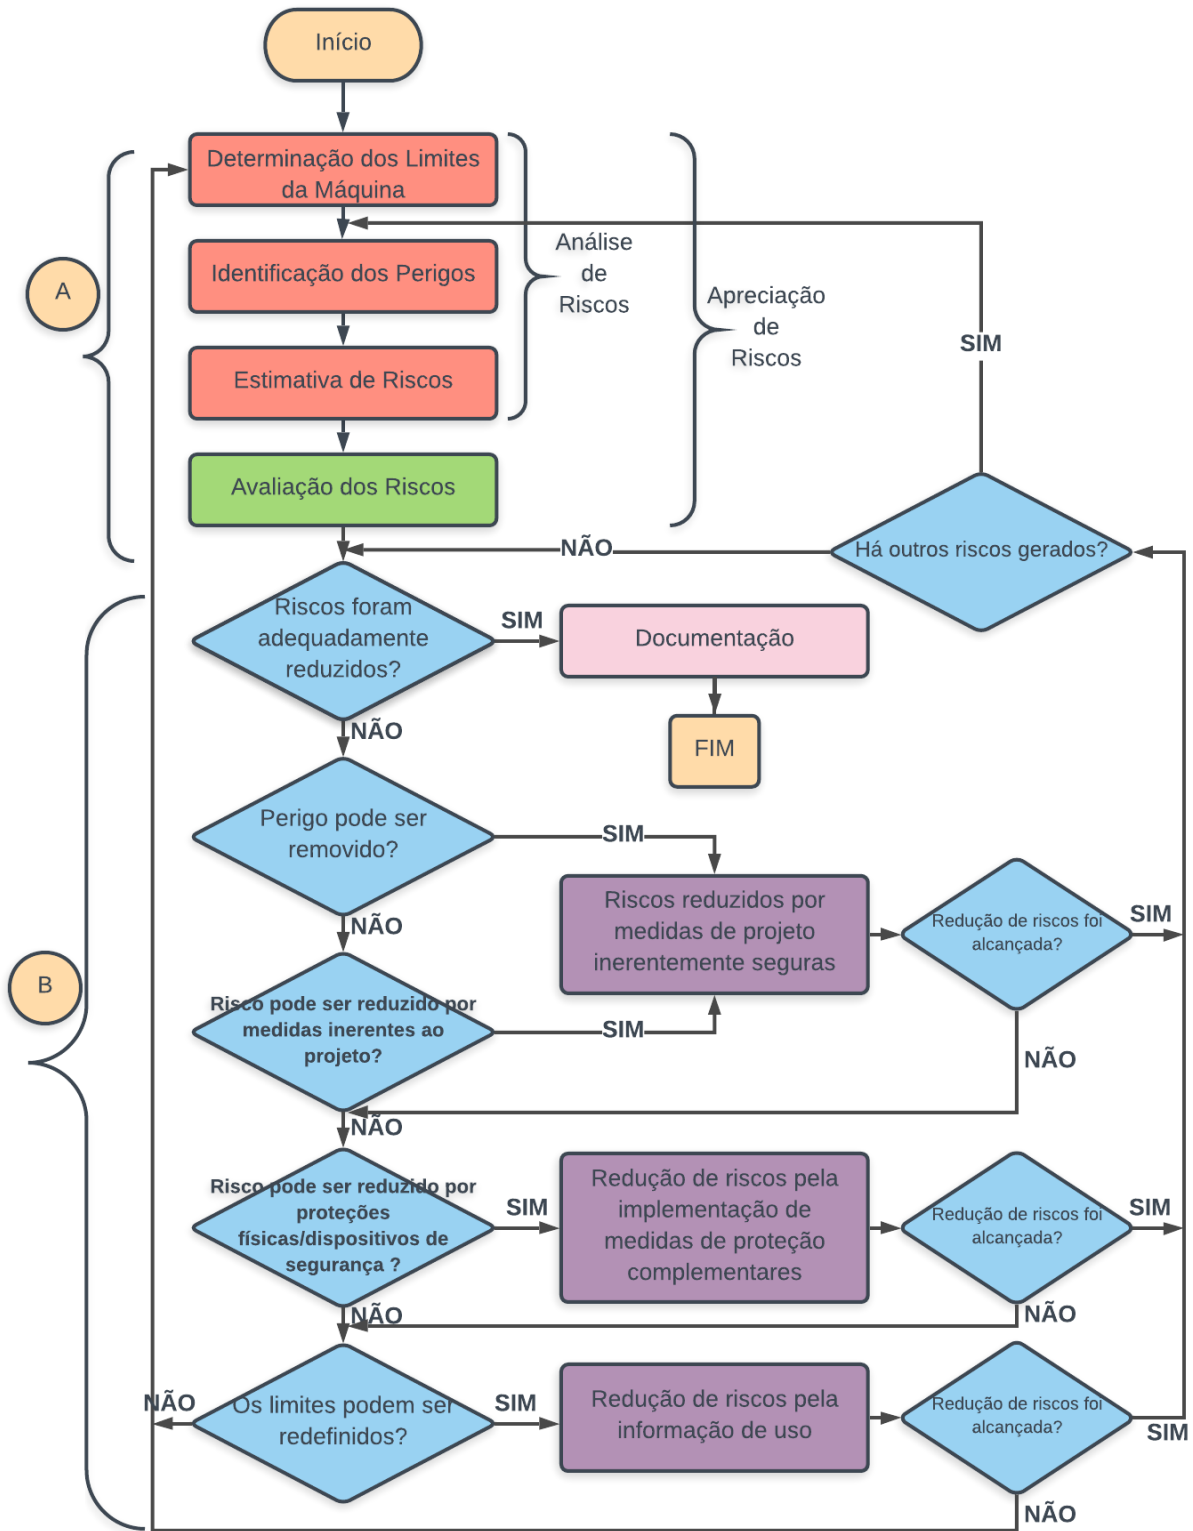 Início
Determinação dos Limites
da Máquina
A
Identificação dos Perigos
Análise
de
Riscos
Apreciação
de
Riscos
SIM
Estimativa de Riscos
Avaliação dos Riscos
NÃO
Há outros riscos gerados?
Riscos foram
adequadamente
reduzidos?
SIM
Documentação
NÃO
FIM
Perigo pode ser
removido?
SIM
Riscos reduzidos por
medidas de projeto
inerentemente seguras
Redução de riscos foi
alcançada?
SIM
NÃO
B
Risco pode ser reduzido por
medidas inerentes ao
projeto?
SIM
NÃO
NÃO
Risco pode ser reduzido por
proteções
físicas/dispositivos de
segurança ?
SIM
Redução de riscos pela
implementação de
medidas de proteção
complementares
Redução de riscos foi
alcançada?
SIM
NÃO
NÃO
NÃO
Os limites podem ser
redefinidos?
SIM
Redução de riscos pela
informação de uso
Redução de riscos foi
alcançada?
SIM
NÃO